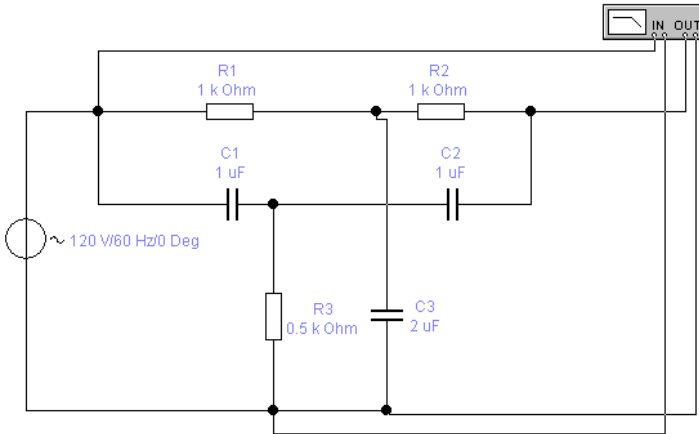 IN OUT
R1
1 k Ohm
R2
1 k Ohm
C1
1 uF
C2
1 uF
120 V/60 Hz/0 Deg
R3
0.5 k Ohm
C3
2 uF